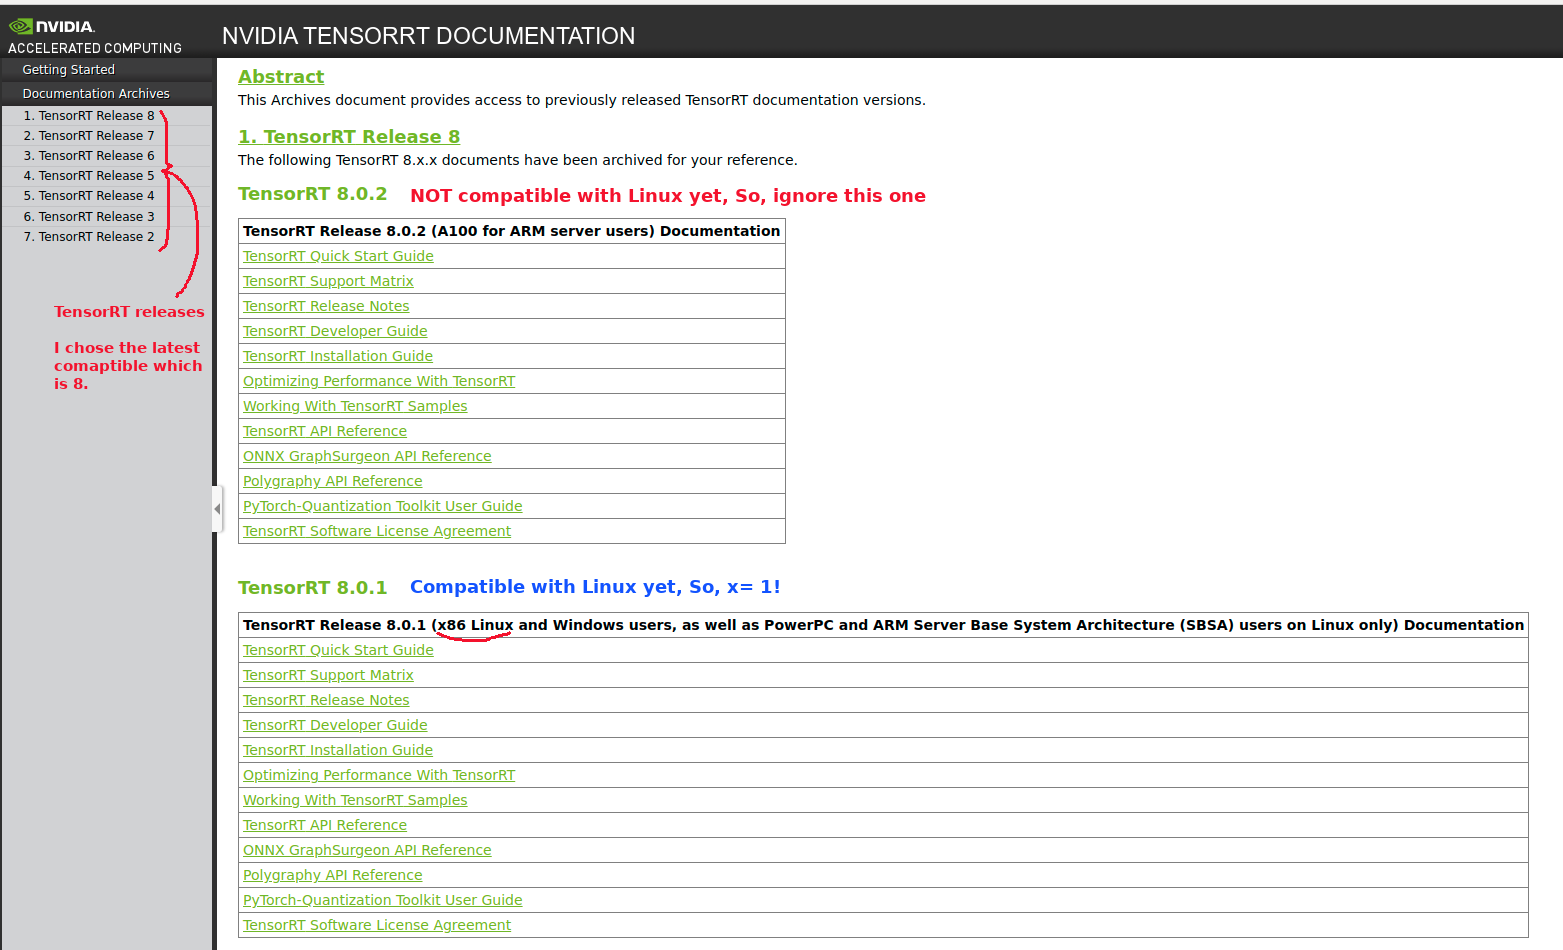 NVIDIA.
ACCELERATED COMPUTING
NVIDIA TENSORRT DOCUMENTATION
Getting Started
Documentation Archives
1. TensorRT Release 8
2. TensorRT Release 7
3. TensorRT Release 6
4. TensorRT Release 5
5. TensorRT Release 4
6. TensorRT Release 3
7. TensorRT Release 2
TensorRT releases
I chose the latest
comaptible which
is 8.
Abstract
This Archives document provides access to previously released TensorRT documentation versions.
1. TensorRT Release 8
The following TensorRT 8.x.x documents have been archived for your reference.
TensorRT 8.0.2 NOT compatible with Linux yet, So, ignore this one
TensorRT Release 8.0.2 (A100 for ARM server users) Documentation
TensorRT Quick Start Guide
TensorRT Support Matrix
TensorRT Release Notes
TensorRT Developer Guide
TensorRT Installation Guide
Optimizing Performance With TensorRT
Working With TensorRT Samples
TensorRT API Reference
ONNX GraphSurgeon API Reference
Polygraphy API Reference
PyTorch-Quantization Toolkit User Guide
TensorRT Software License Agreement
TensorRT 8.0.1 Compatible with Linux yet, So, x= 1!
TensorRT Release 8.0.1 (x86 Linux and Windows users, as well as PowerPC and ARM Server Base System Architecture (SBSA) users on Linux only) Documentation
TensorRT Quick Start Guide
TensorRT Support Matrix
TensorRT Release Notes
TensorRT Developer Guide
TensorRT Installation Guide
Optimizing Performance With TensorRT
Working With TensorRT Samples
TensorRT API Reference
ONNX GraphSurgeon API Reference
Polygraphy API Reference
PyTorch-Quantization Toolkit User Guide
TensorRT Software License Agreement